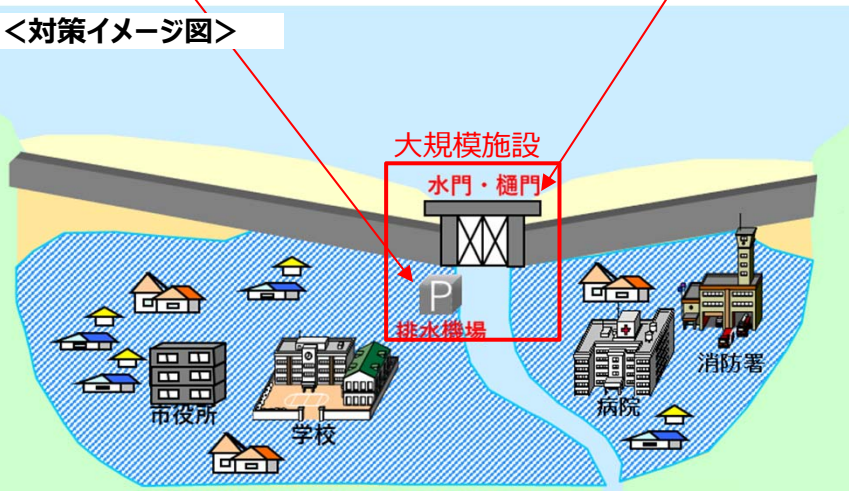 ＜対策イメージ図＞
大規模施設
水門・樋門
P
排水機場
消防署
市役所
学校
病院